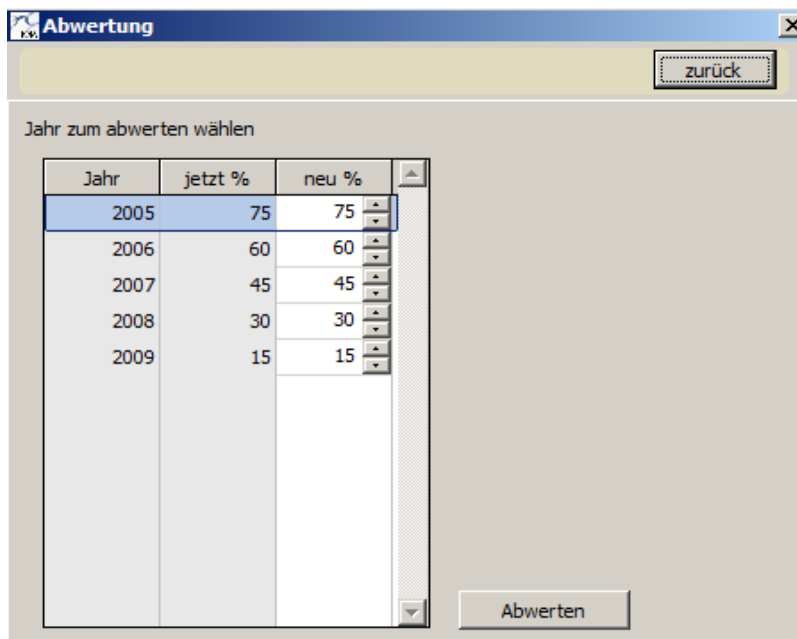 Abwertung
zurück
Jahr zum abwerten wählen
Jahr jetzt % neu %
2005 75 75
2006 60 60
2007 45 45
2008 30 30
2009 15 15
Abwerten